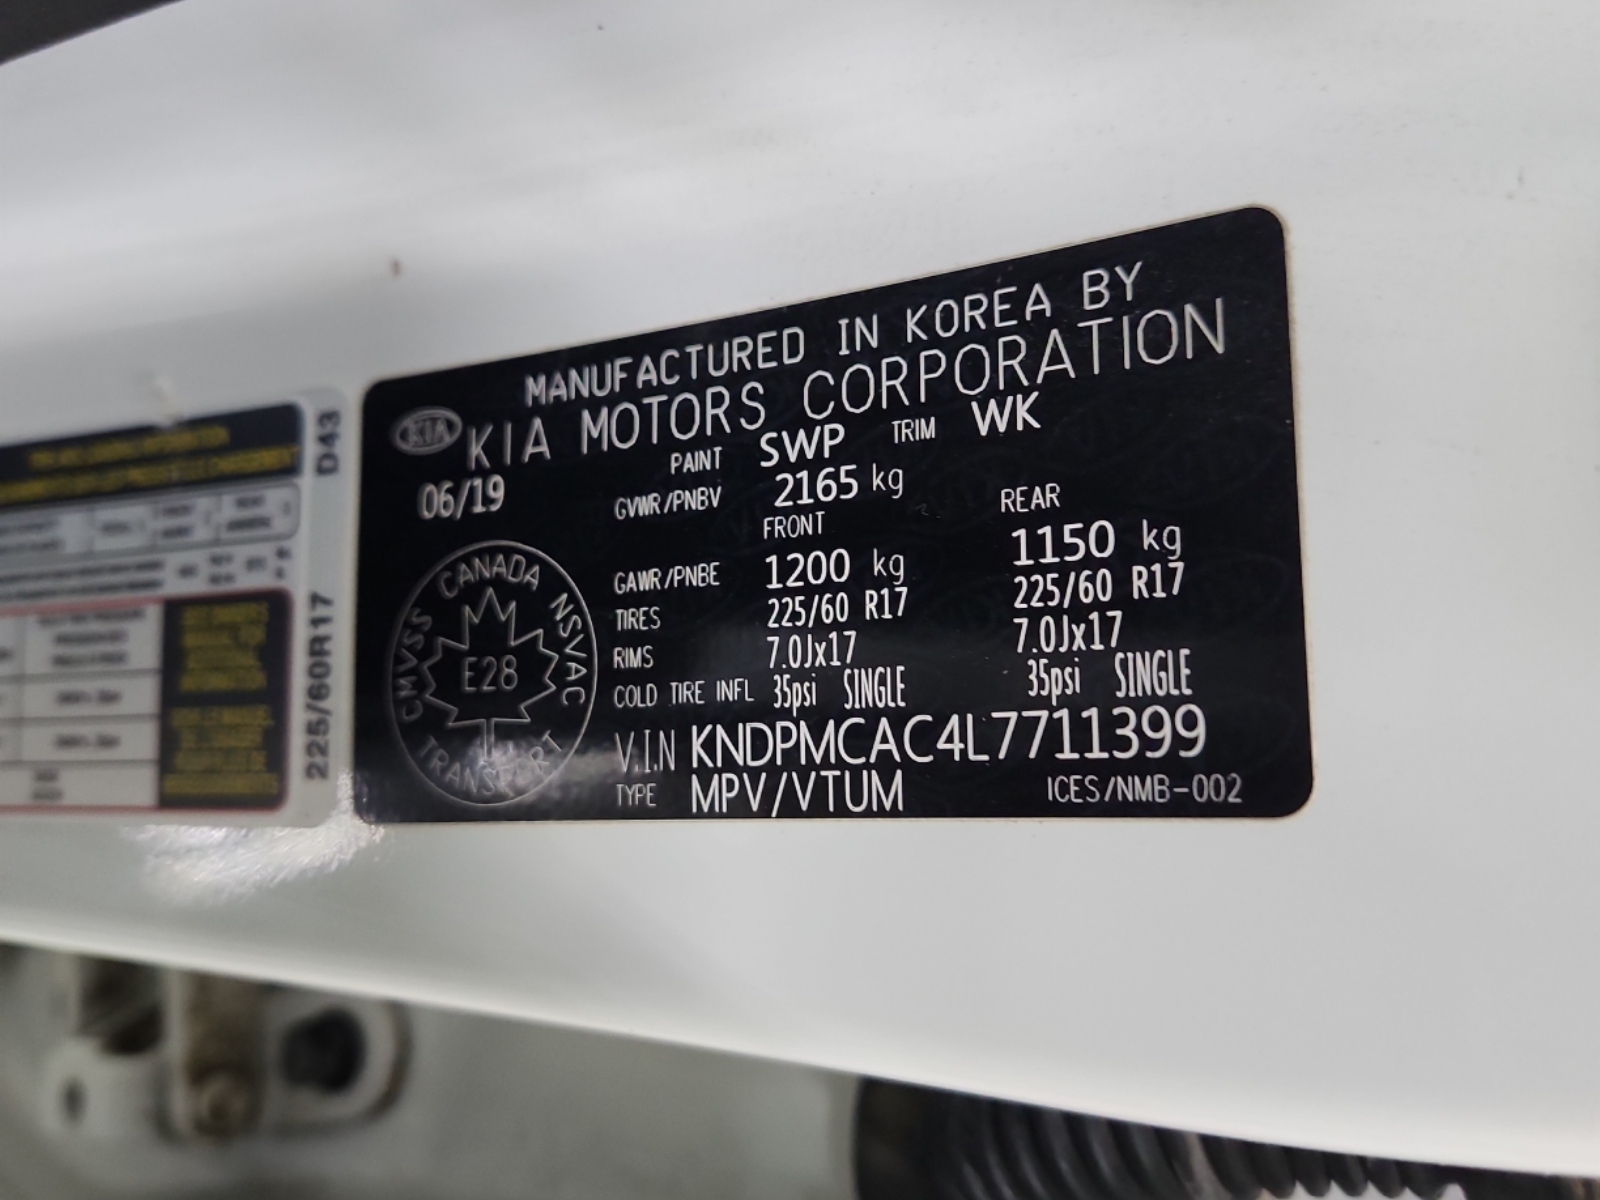 MANUFACTURED IN KOREA BY
KIA KIA MOTORS CORPORATION
06/19 PAINT SWP TRIM WK
GVWR/PNBV 2165 kg
FRONT REAR
GAWR/PNBE 1200 kg 1150 kg
TIRES 225/60 R17 225/60 R17
RIMS 7.0Jx17 7.0Jx17
COLD TIRE INFL 35psi SINGLE 35psi SINGLE
V.I.N KNDPMCAC4L7711399
TYPE MPV/VTUM ICES/NMB-002
CANADA
CMVSS NSVAC
E28
TRANSPORT
D43
225/60R17